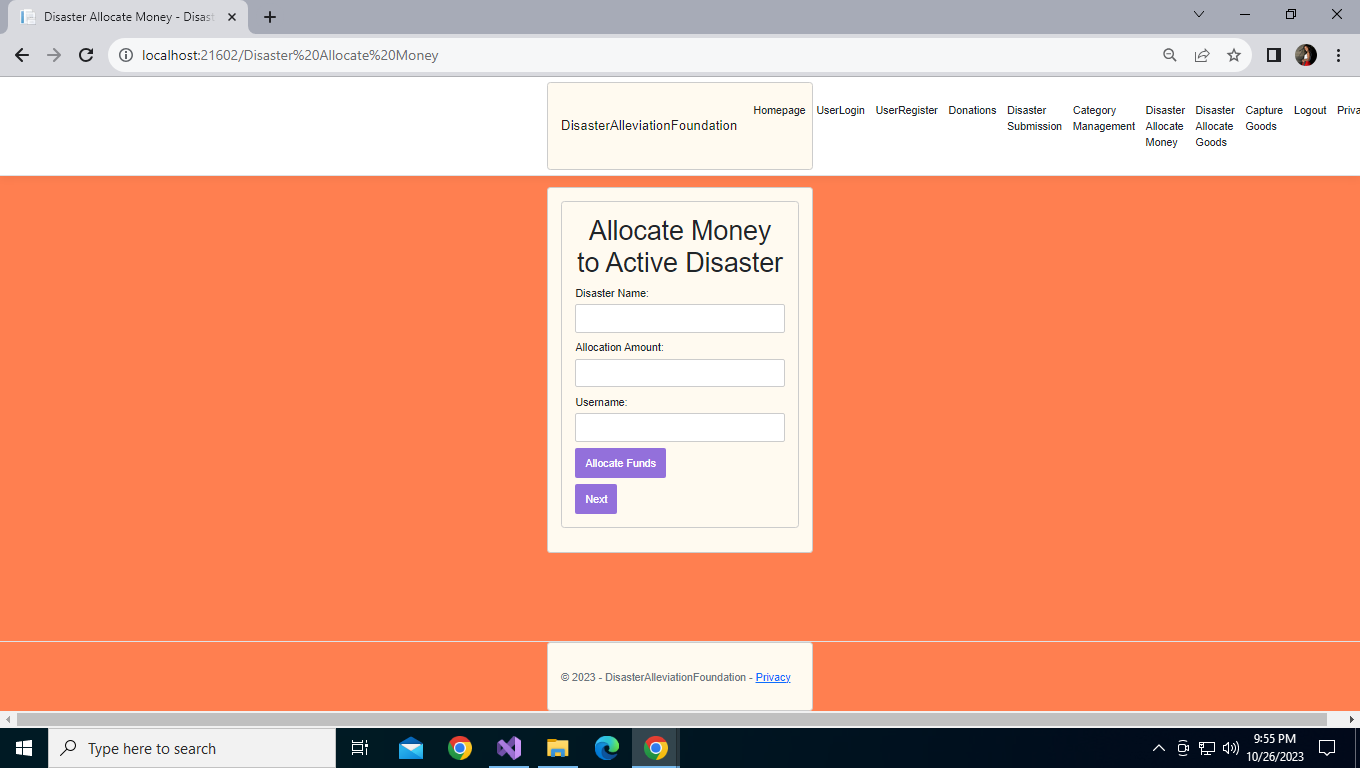 Disaster Allocate Money - Disast
localhost:21602/Disaster%20Allocate%20Money
DisasterAlleviationFoundation
Homepage
UserLogin
UserRegister
Donations
Disaster
Submission
Category
Management
Disaster
Allocate
Money
Disaster
Allocate
Goods
Capture
Goods
Logout
Priva
Allocate Money
to Active Disaster
Disaster Name:
Allocation Amount:
Username:
Allocate Funds
Next
© 2023 - DisasterAlleviationFoundation - Privacy
Type here to search
9:55 PM
10/26/2023